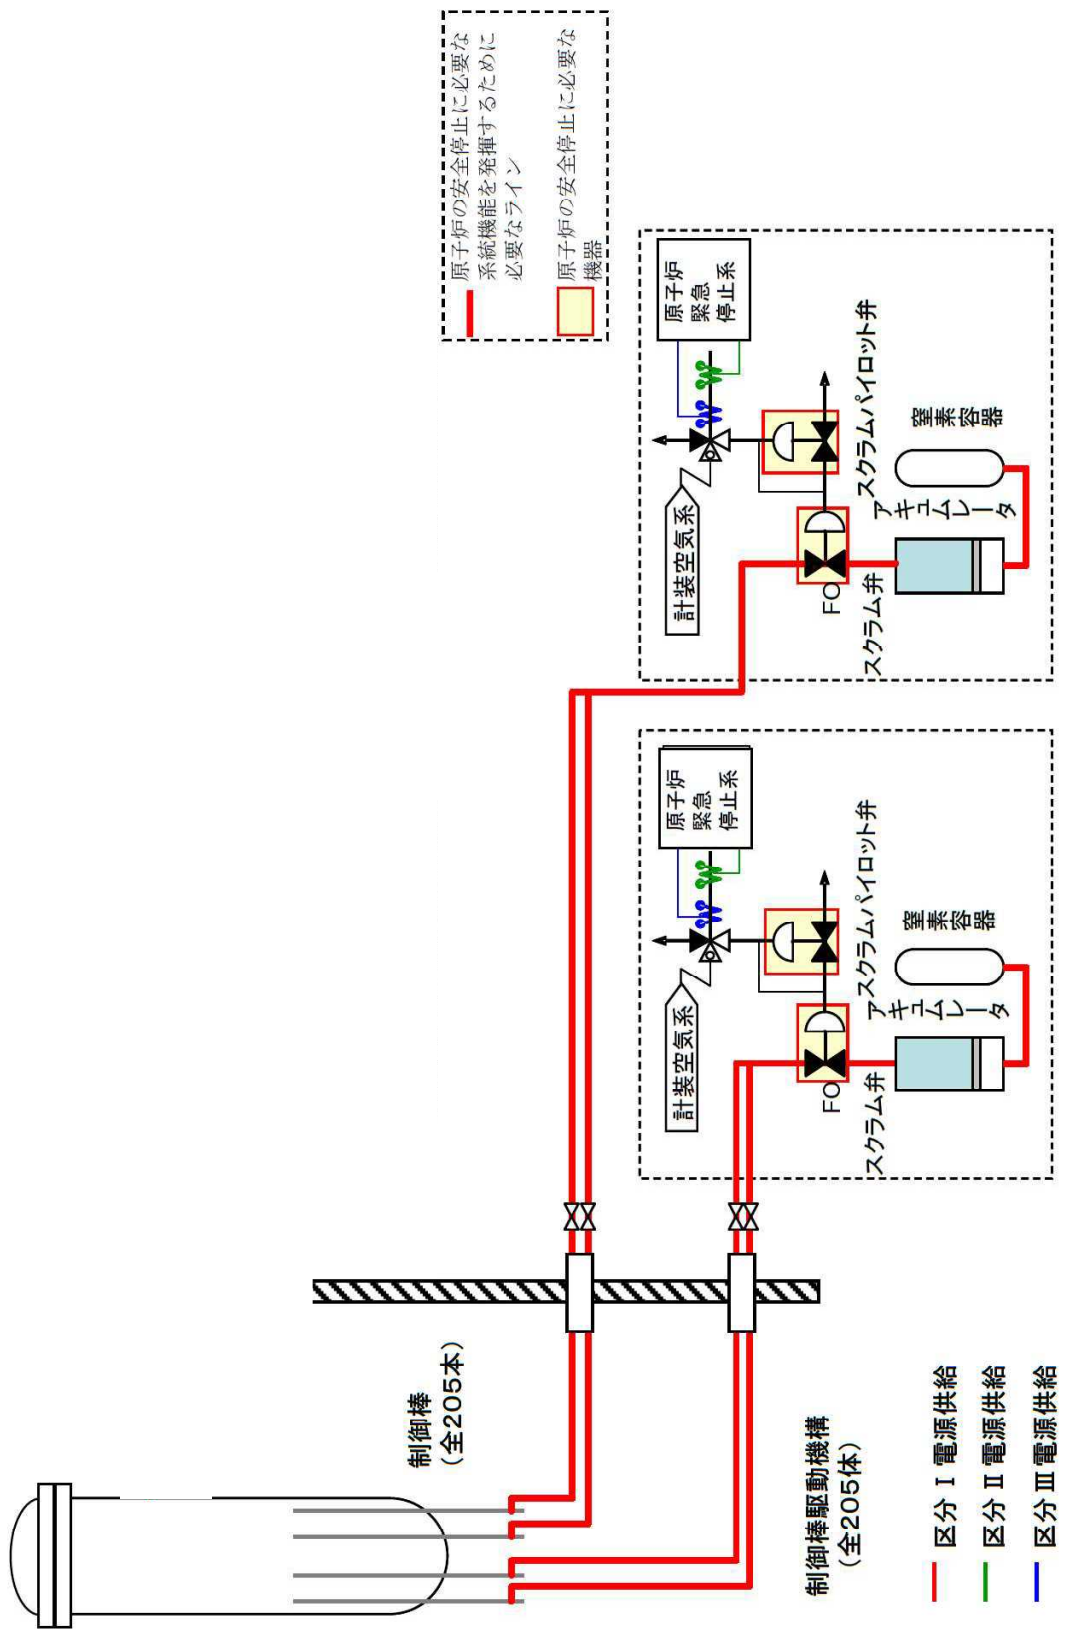 原子炉の安全停止に必要な
系統機能を発揮するために
必要なライン
原子炉の安全停止に必要な
機器
原子炉
緊急
停止系
計装空気系
スクラムパイロット弁
FO
スクラム弁
アキュムレータ
窒素容器
原子炉
緊急
停止系
計装空気系
スクラムパイロット弁
FO
スクラム弁
アキュムレータ
窒素容器
制御棒
(全205本)
制御棒駆動機構
(全205体)
区分 Ⅰ 電源供給
区分 Ⅱ 電源供給
区分 Ⅲ 電源供給